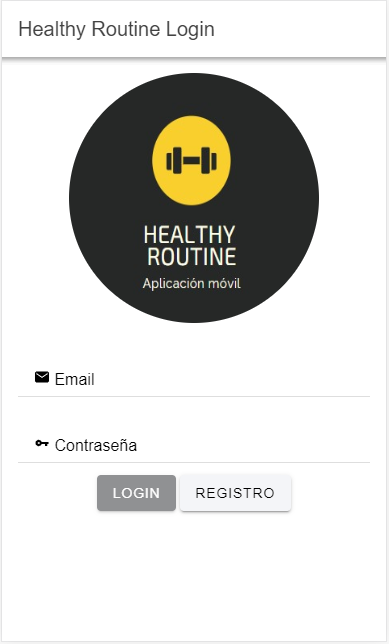 Healthy Routine Login
HEALTHY
ROUTINE
Aplicación móvil
Email
Contraseña
LOGIN REGISTRO